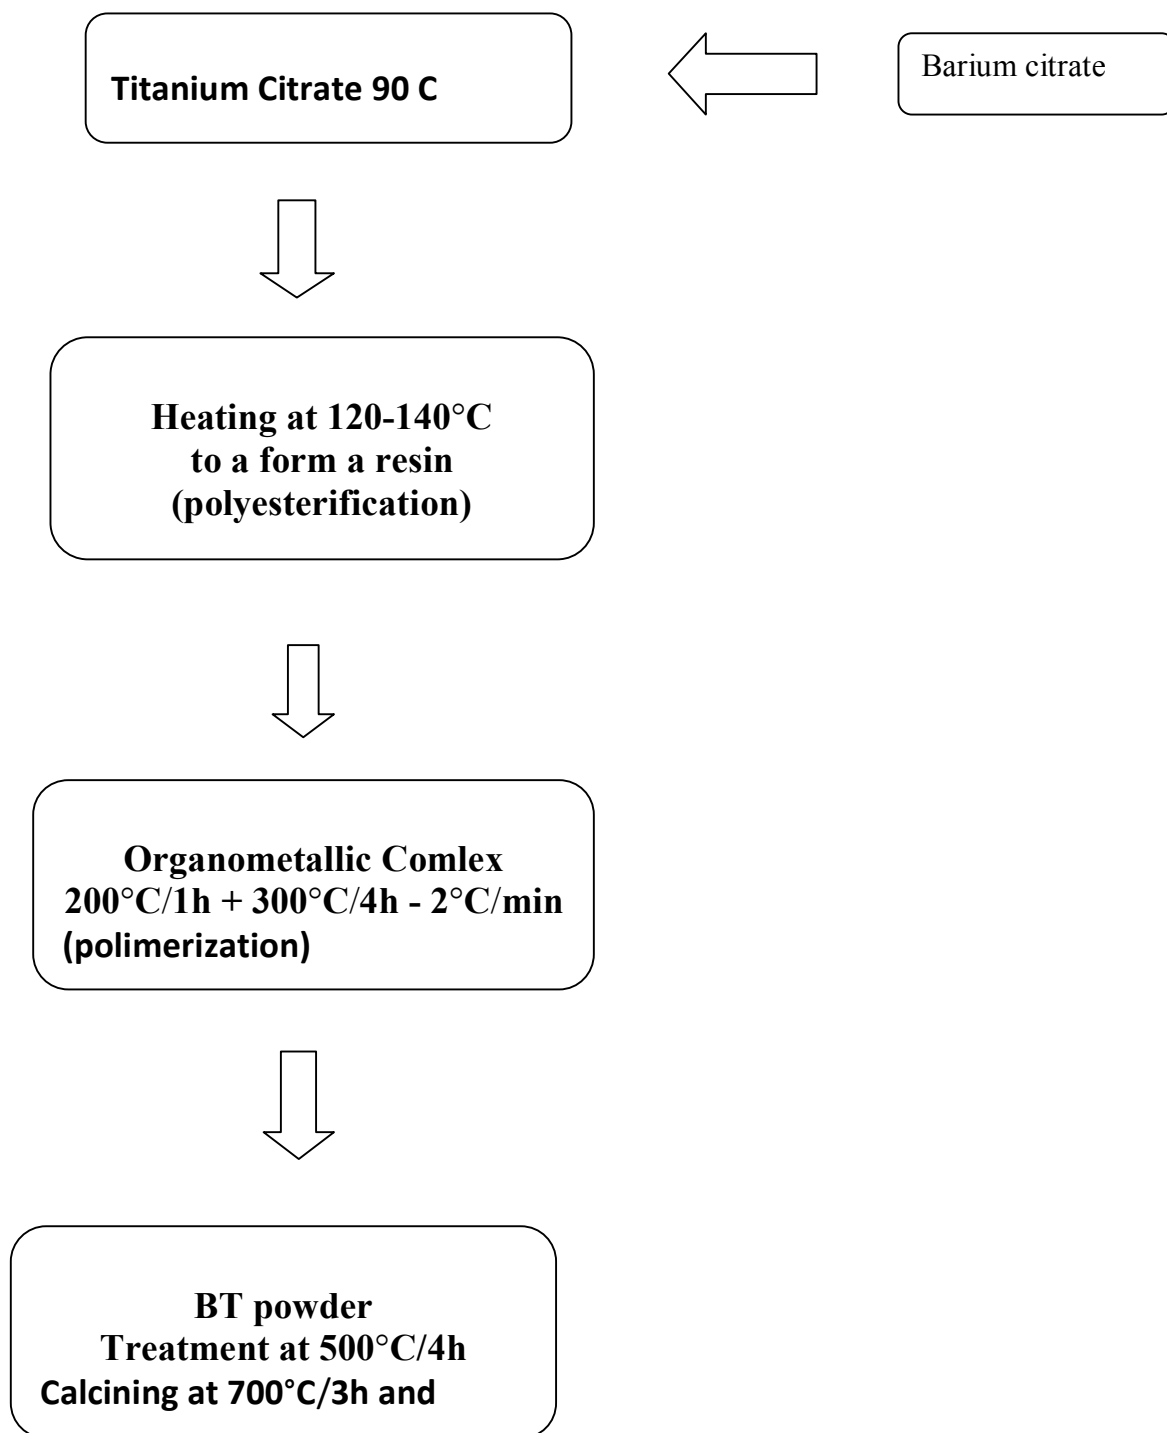 Titanium Citrate 90 C
Barium citrate
Heating at 120-140°C
to a form a resin
(polyesterification)
Organometallic Comlex
200°C/1h + 300°C/4h - 2°C/min
(polimerization)
BT powder
Treatment at 500°C/4h
Calcining at 700°C/3h and